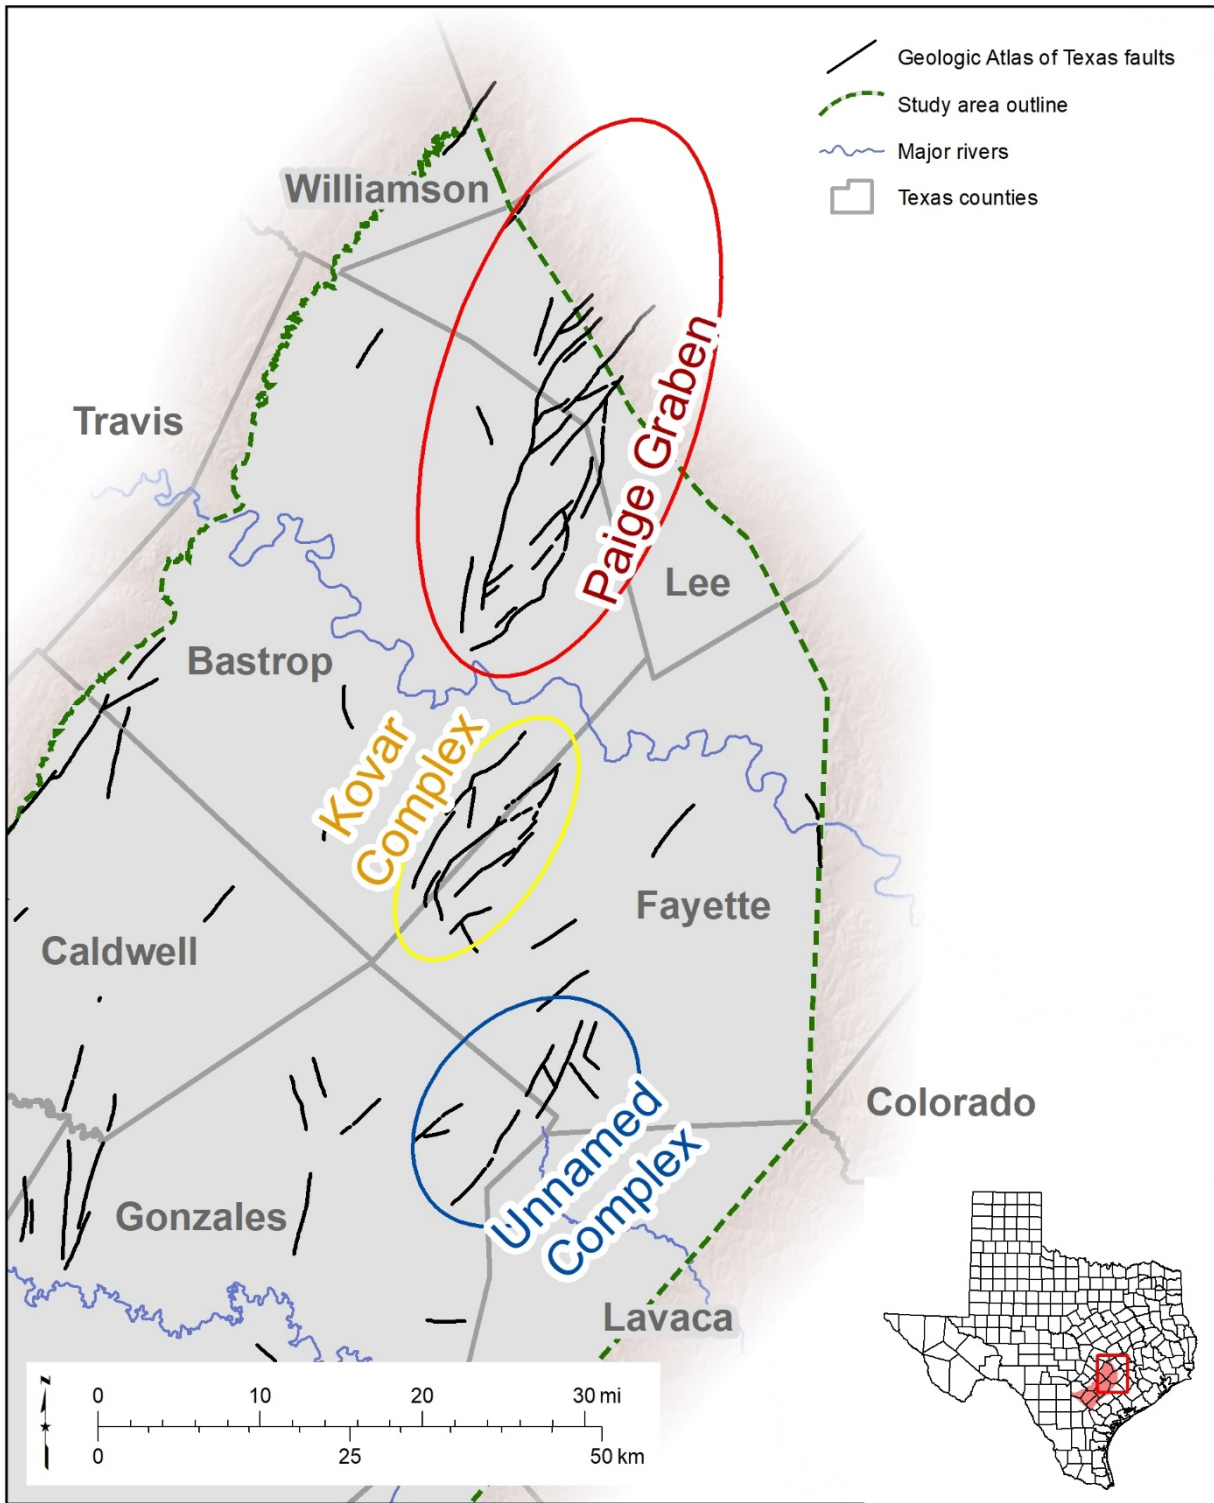 Geologic Atlas of Texas faults
Study area outline
Major rivers
Texas counties
Williamson
Travis
Paige Graben
Lee
Bastrop
Kovar
Complex
Fayette
Caldwell
Colorado
Unnamed
Complex
Gonzales
Lavaca
N
0 10 20 30 mi
0 25 50 km